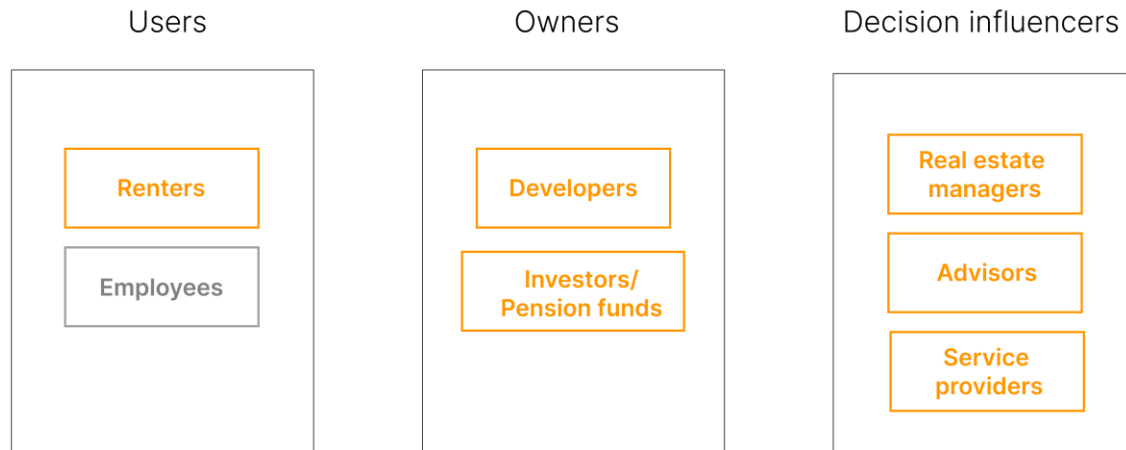 Users
Renters
Employees
Owners
Developers
Investors/
Pension funds
Decision influencers
Real estate
managers
Advisors
Service
providers